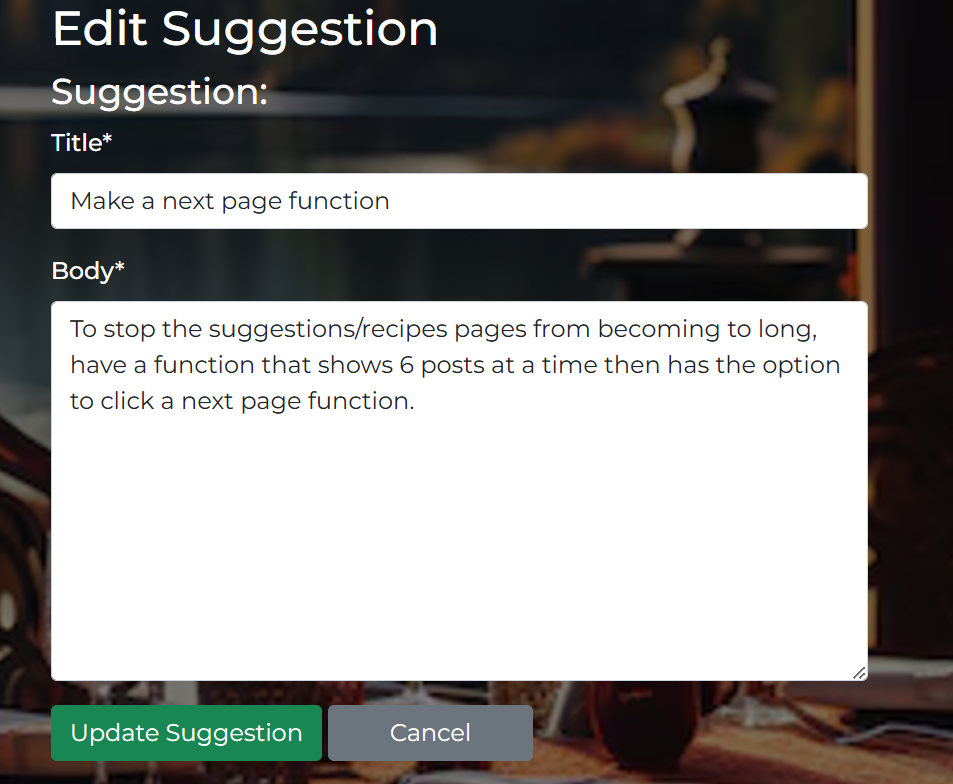 Edit Suggestion
Suggestion:
Title*
Make a next page function
Body*
To stop the suggestions/recipes pages from becoming to long,
have a function that shows 6 posts at a time then has the option
to click a next page function.
Update Suggestion
Cancel